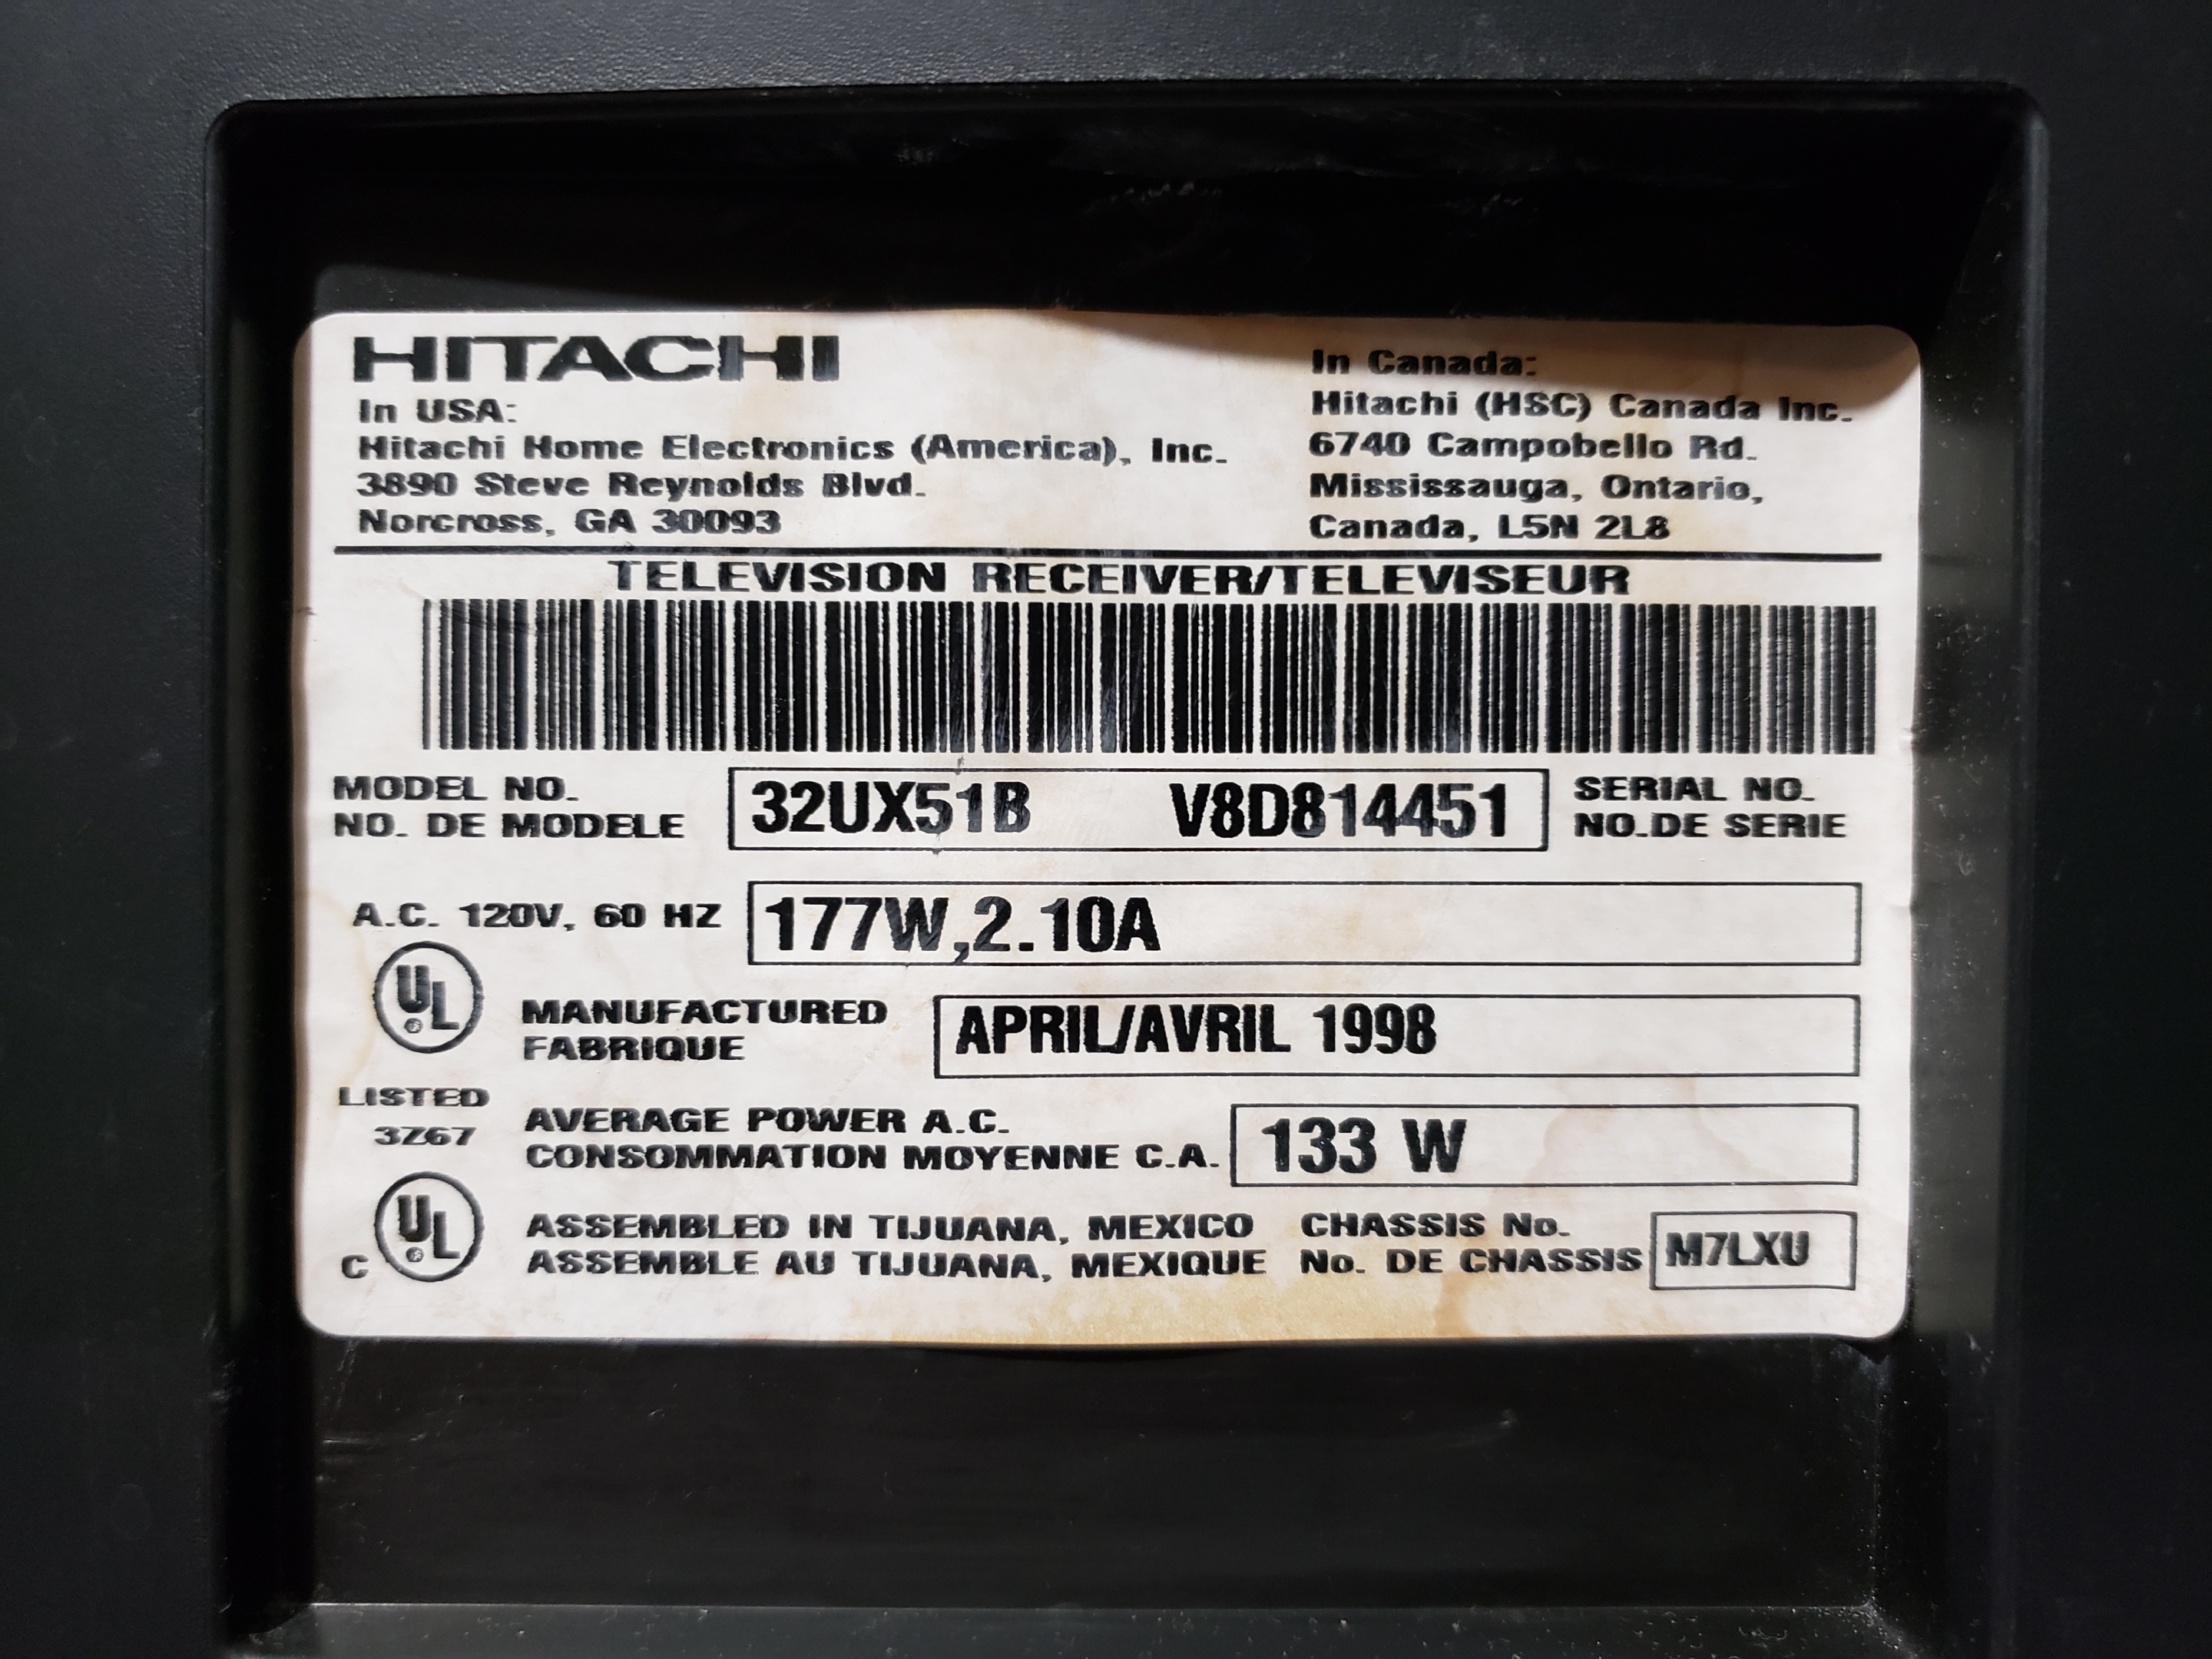 HITACHI
In USA:
Hitachi Home Electronics (America), Inc.
3890 Steve Reynolds Blvd.
Norcross, GA 30093
In Canada:
Hitachi (HSC) Canada Inc.
6740 Campobello Rd.
Mississauga, Ontario,
Canada, L5N 2L8
TELEVISION RECEIVER/TELEVISEUR
MODEL NO.
NO. DE MODELE
32UX51B V8D814451
SERIAL NO.
NO.DE SERIE
A.C. 120V, 60 HZ 177W,2.10A
UL
MANUFACTURED
FABRIQUE
APRIL/AVRIL 1998
LISTED
3Z67
AVERAGE POWER A.C.
CONSOMMATION MOYENNE C.A.
133 W
C UL
ASSEMBLED IN TIJUANA, MEXICO
ASSEMBLE AU TIJUANA, MEXIQUE
CHASSIS No.
No. DE CHASSIS
M7LXU